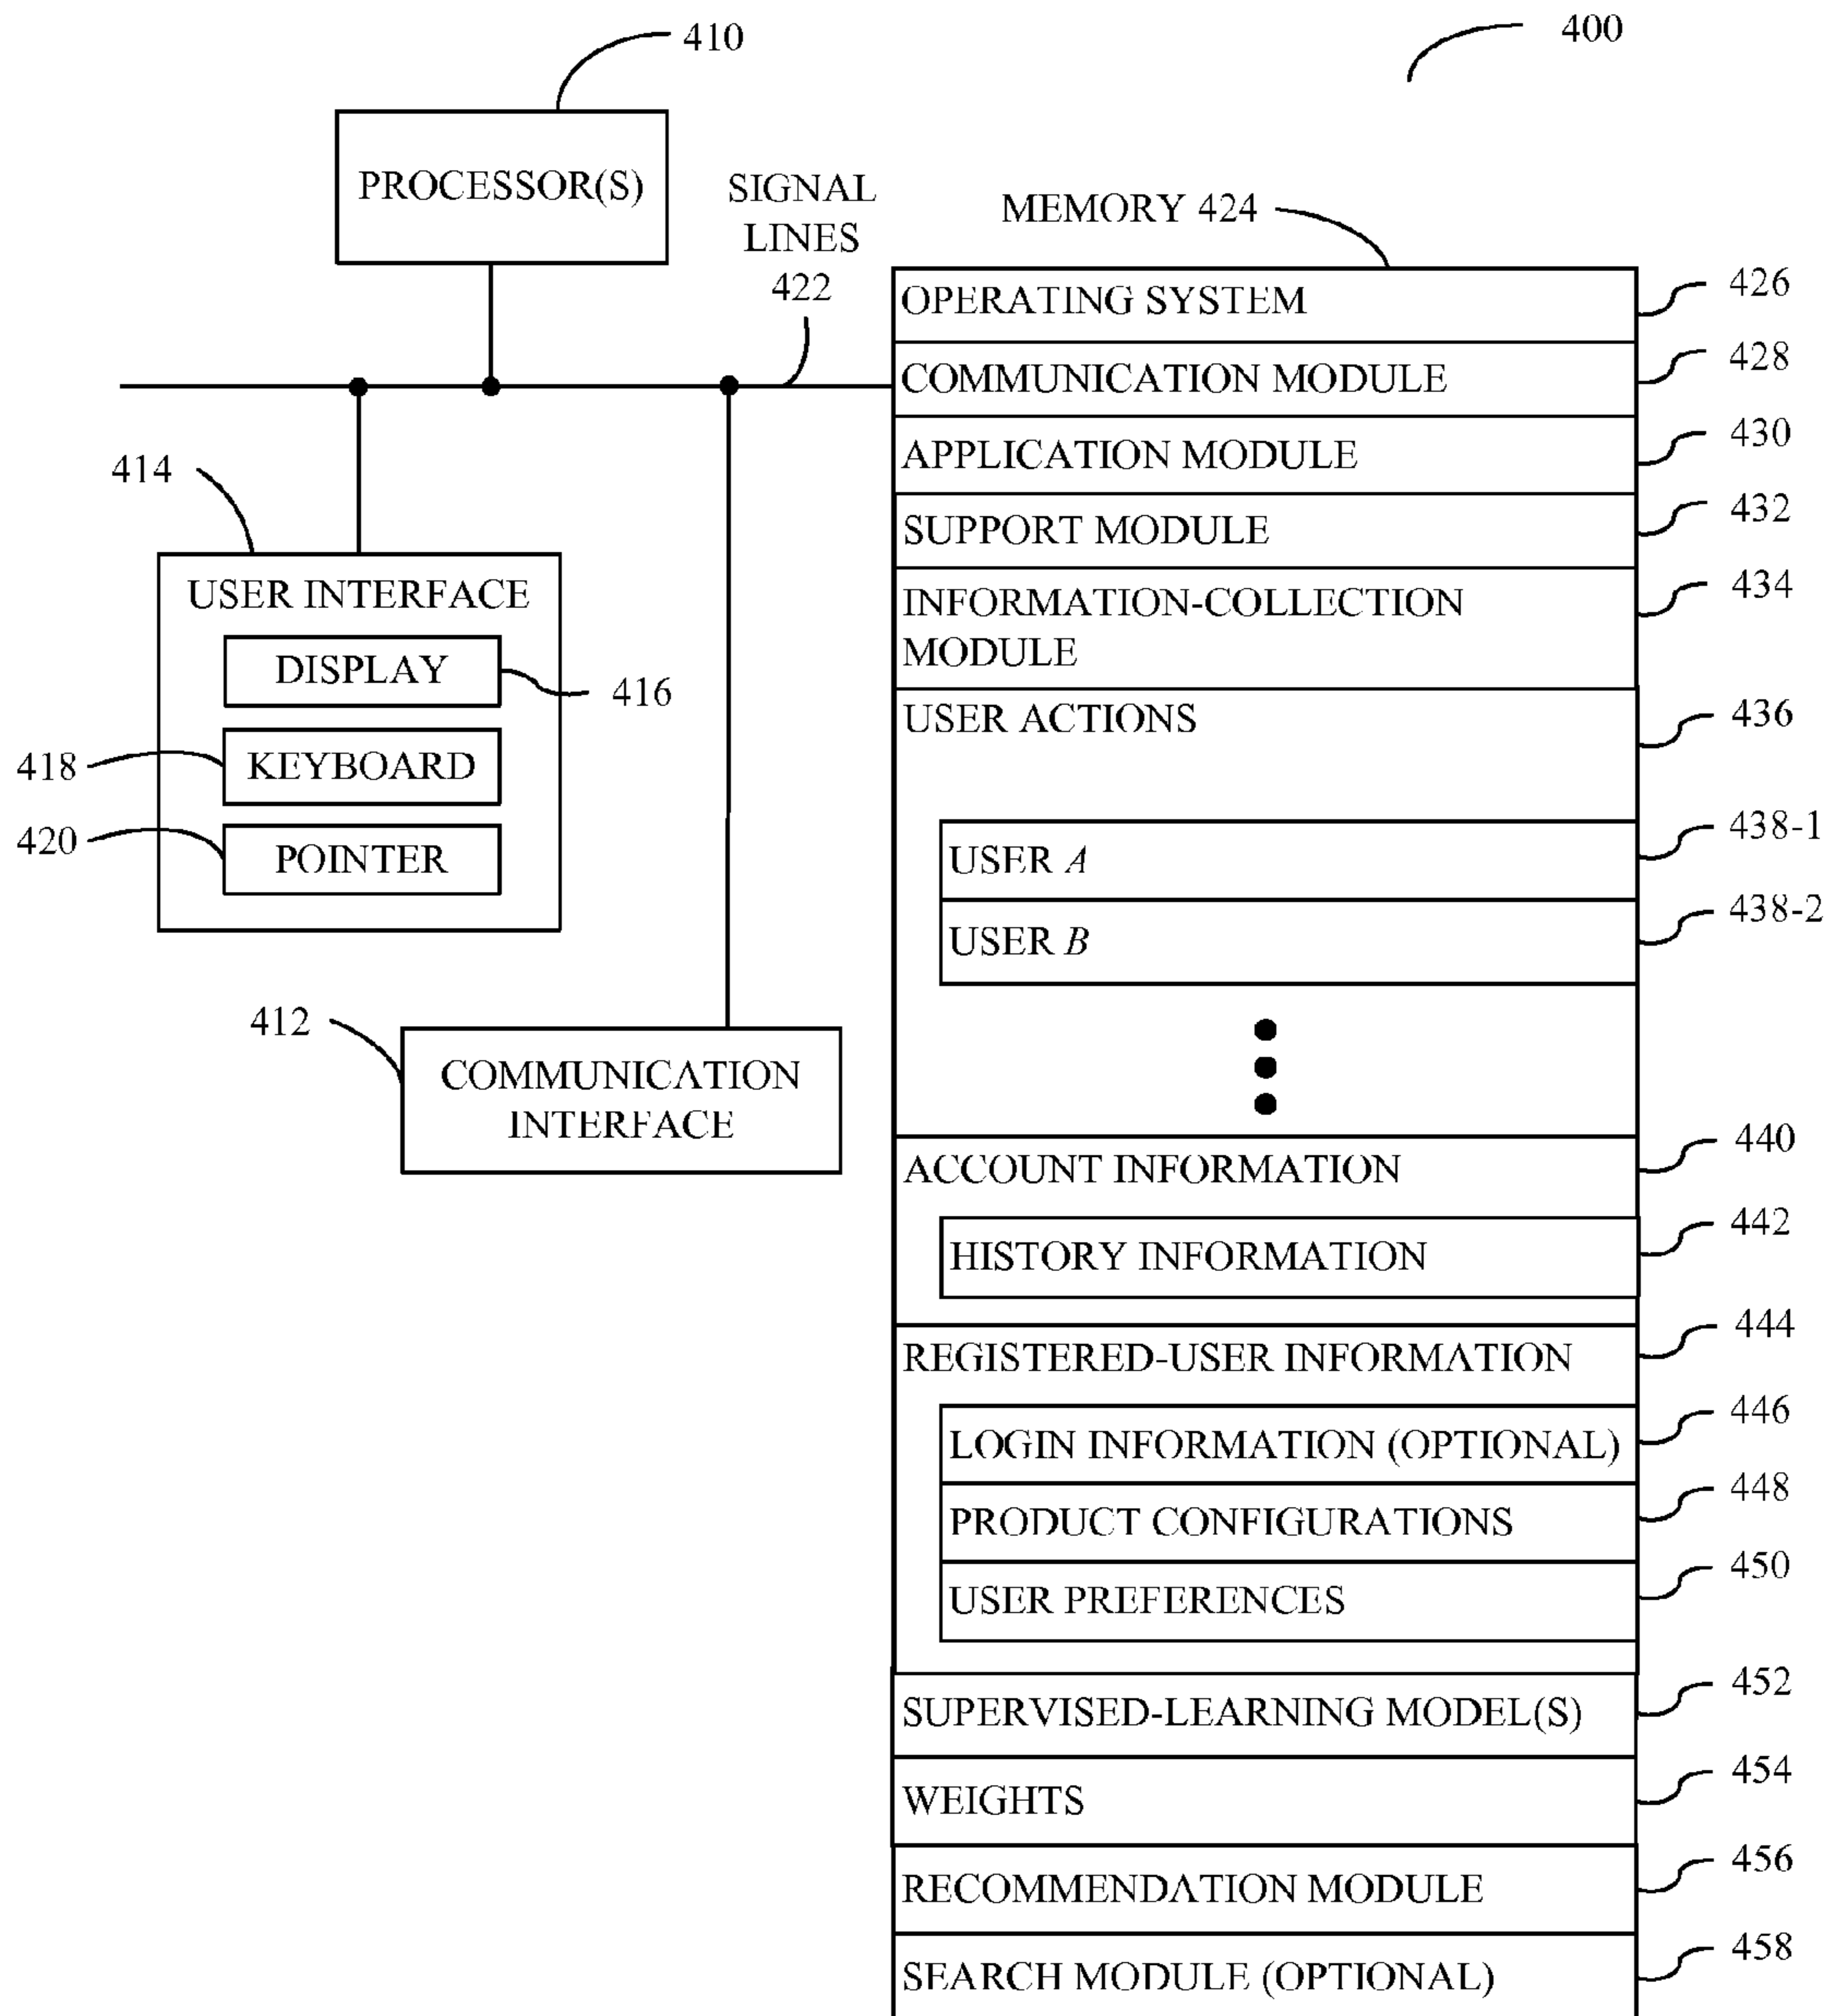 400
410
PROCESSOR(S)
SIGNAL
LINES
422
MEMORY 424
OPERATING SYSTEM
426
COMMUNICATION MODULE
428
APPLICATION MODULE
430
SUPPORT MODULE
432
INFORMATION-COLLECTION
MODULE
434
USER ACTIONS
436
USER A
438-1
USER B
438-2
ACCOUNT INFORMATION
440
HISTORY INFORMATION
442
REGISTERED-USER INFORMATION
444
LOGIN INFORMATION (OPTIONAL)
446
PRODUCT CONFIGURATIONS
448
USER PREFERENCES
450
SUPERVISED-LEARNING MODEL(S)
452
WEIGHTS
454
RECOMMENDATION MODULE
456
SEARCH MODULE (OPTIONAL)
458
414
USER INTERFACE
DISPLAY
416
418
KEYBOARD
420
POINTER
412
COMMUNICATION
INTERFACE